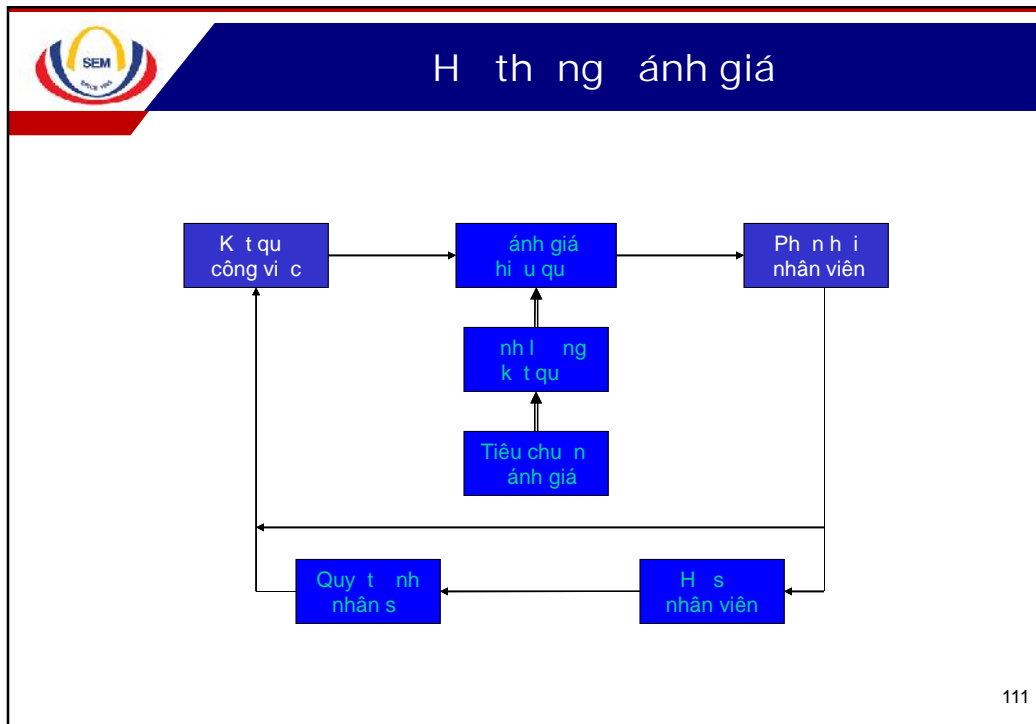 SEM
H th ng ánh giá
K t qu
công vi c
ánh giá
hi u qu
Ph n h i
nhân viên
nh l ng
k t qu
Tiêu chu n
ánh giá
Quy t nh
nhân s
H s
nhân viên
111